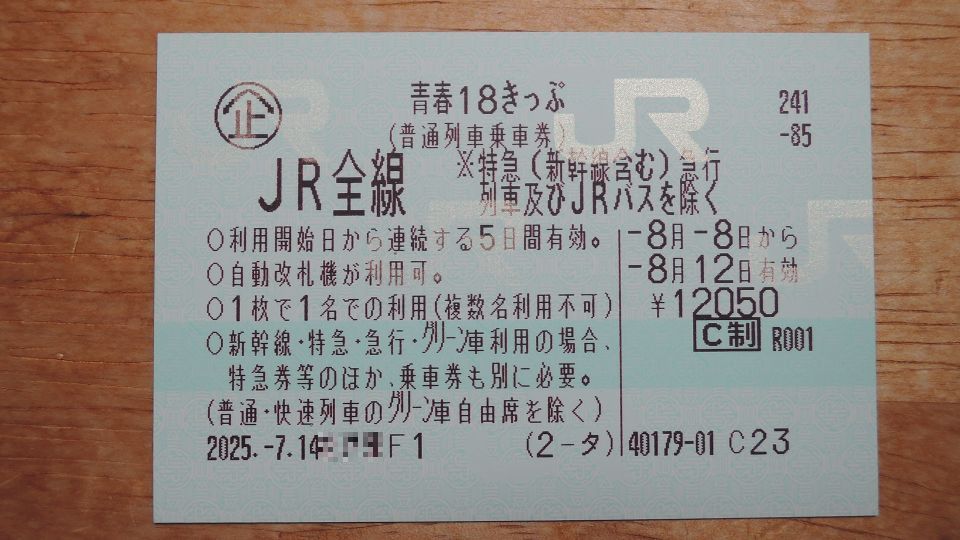 企 青春18きっぷ 241
(普通列車乗車券) -85
JR全線 ※特急(新幹線含む)急行
列車及びJRバスを除く
○利用開始日から連続する5日間有効。 -8月-8日から
○自動改札機が利用可。 -8月12日有効
○1枚で1名での利用(複数名利用不可) ¥12050
○新幹線・特急・急行・グリーン車利用の場合、 C制 R001
特急券等のほか、乗車券も別に必要。
(普通・快速列車のグリーン車自由席を除く)
2025.-7.14 F1 (2-タ) 40179-01 C23
JR